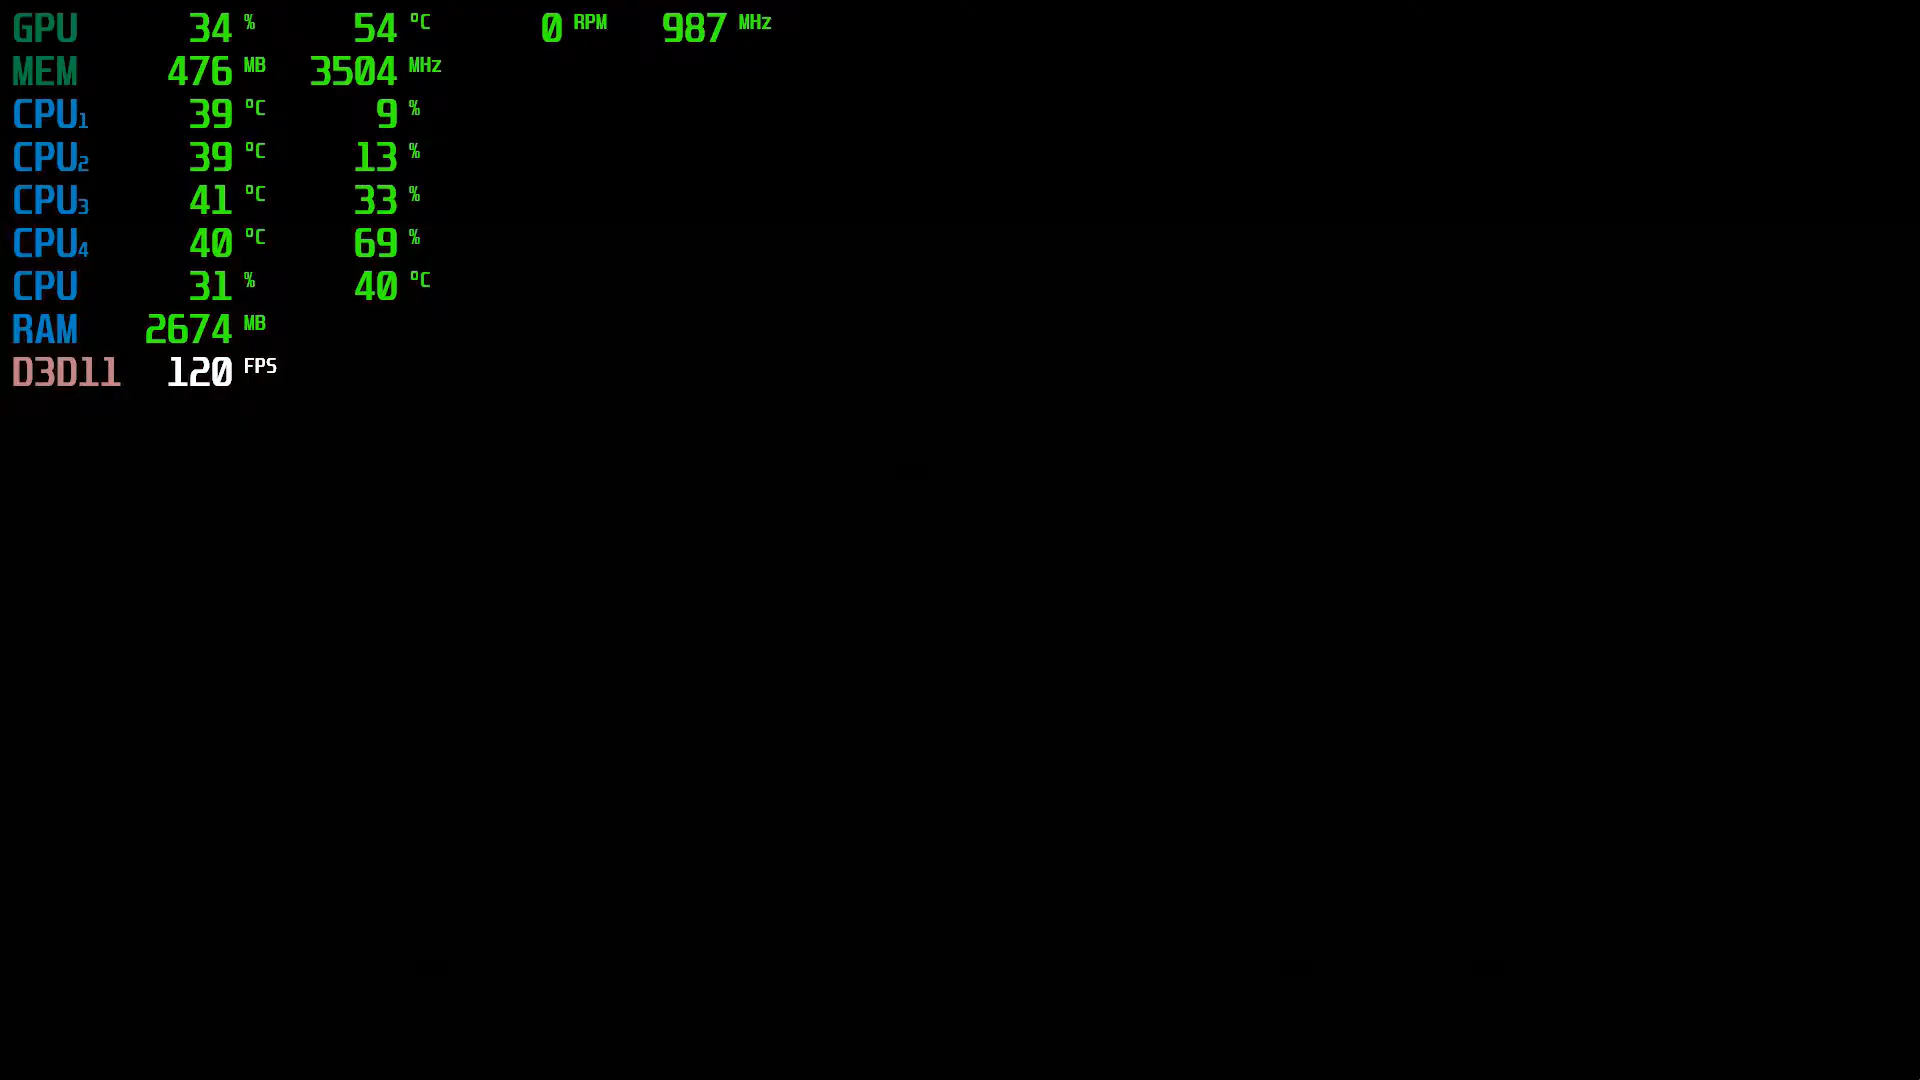 GPU 34 % 54 °C 0 RPM 987 MHz
MEM 476 MB 3504 MHz
CPU1 39 °C 9 %
CPU2 39 °C 13 %
CPU3 41 °C 33 %
CPU4 40 °C 69 %
CPU 31 % 40 °C
RAM 2674 MB
D3D11 120 FPS